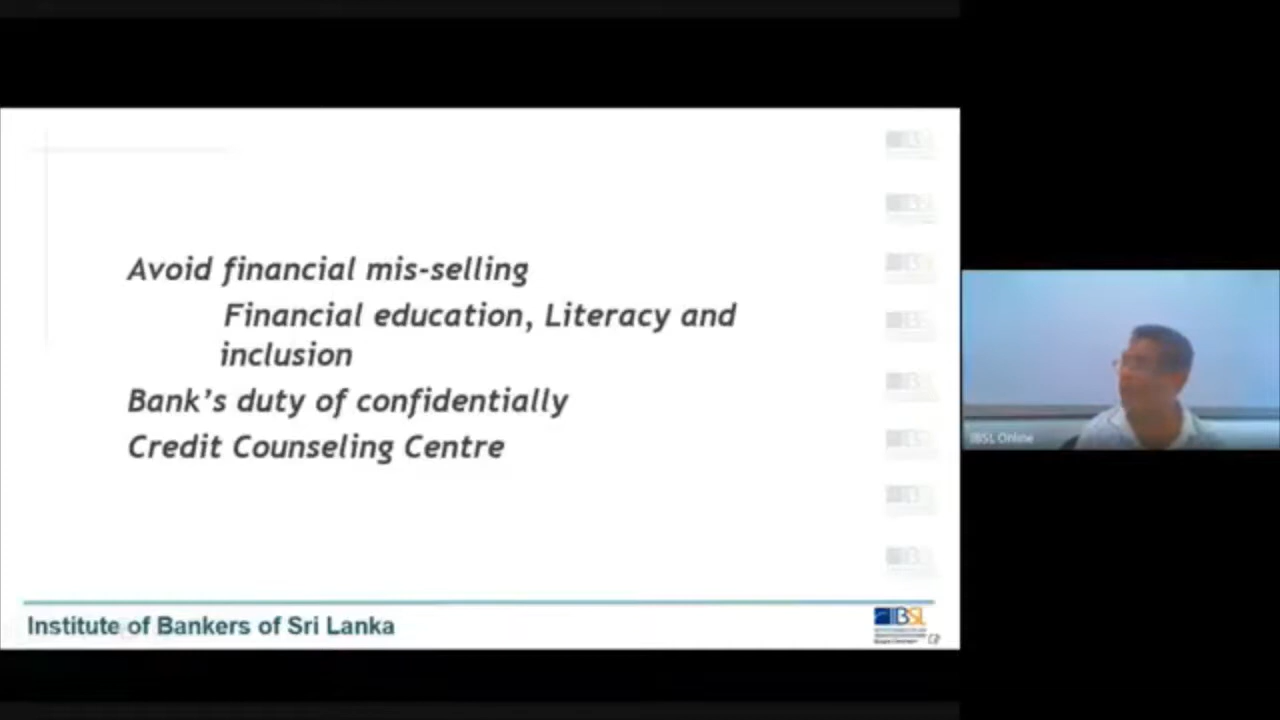 Avoid financial mis-selling
Financial education, Literacy and
inclusion
Bank's duty of confidentially
Credit Counseling Centre
Institute of Bankers of Sri Lanka
IBSL
IBSL Online